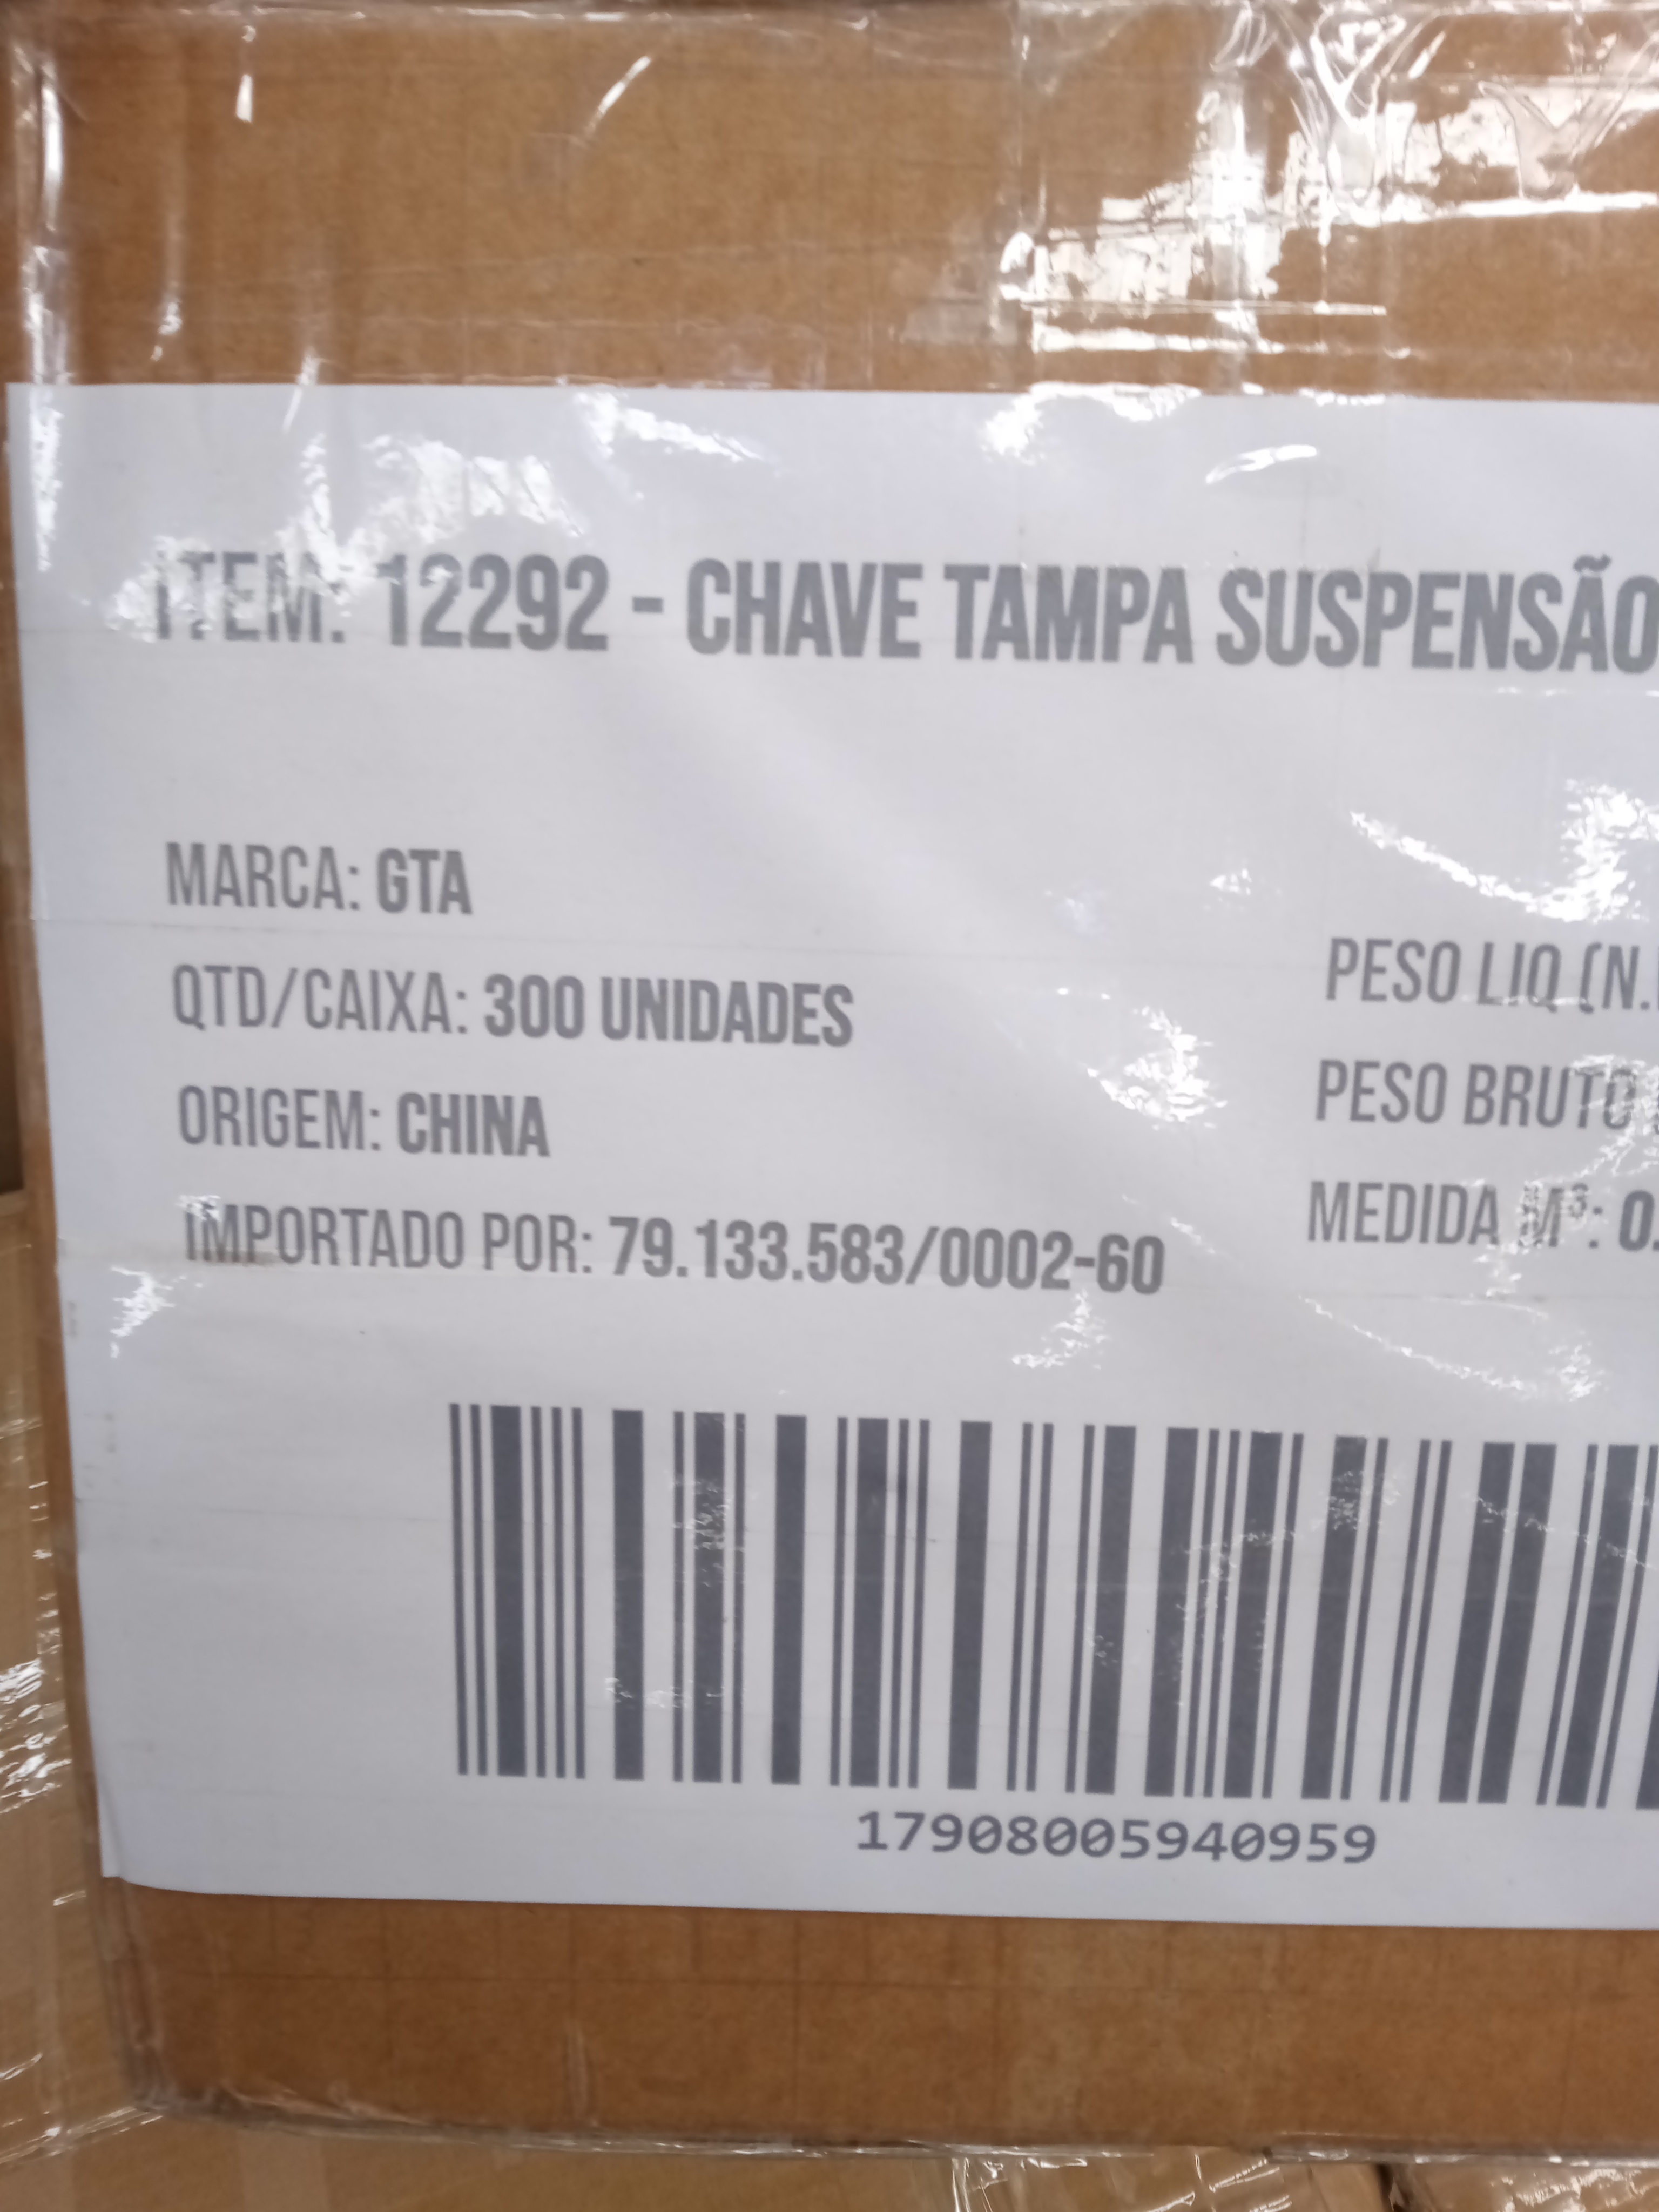 ITEM: 12292 - CHAVE TAMPA SUSPENSÃO
MARCA: GTA
QTD/CAIXA: 300 UNIDADES
ORIGEM: CHINA
IMPORTADO POR: 79.133.583/0002-60
PESO LIQ (N.
PESO BRUTO
MEDIDA M³: 0.
17908005940959